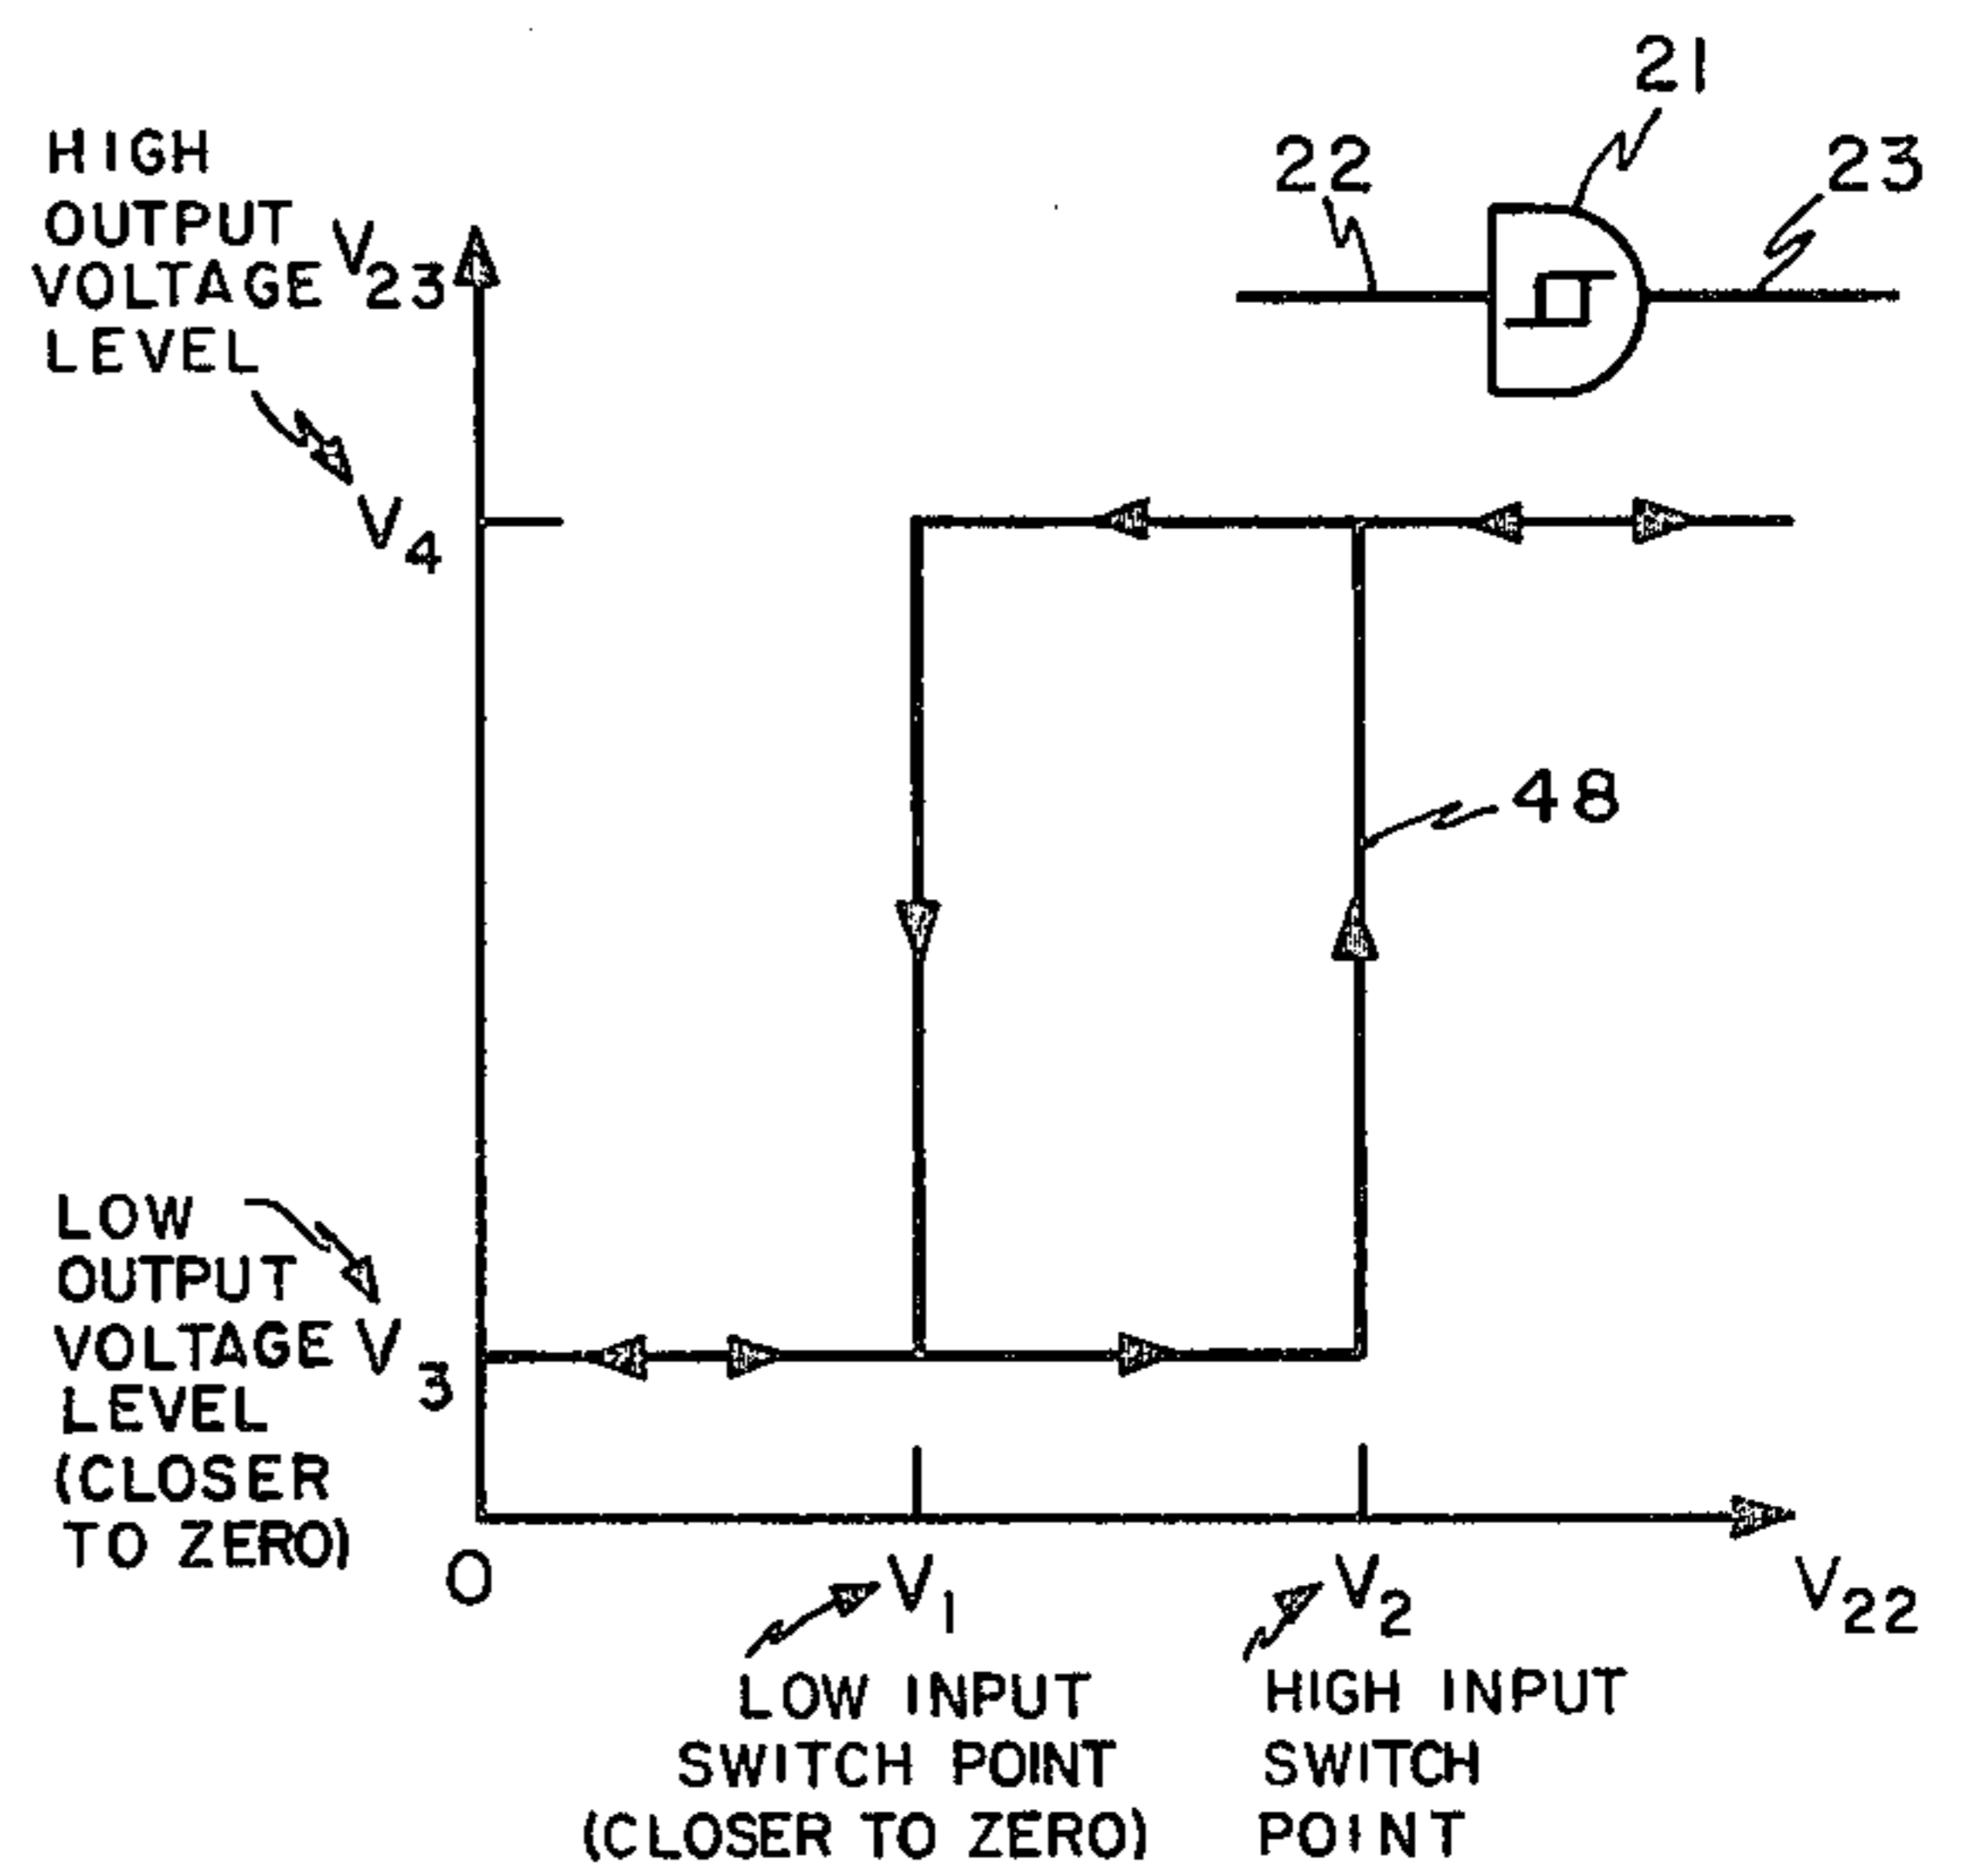 21
22
23
HIGH
OUTPUT
VOLTAGE
LEVEL
V23
V4
48
LOW
OUTPUT
VOLTAGE
LEVEL
(CLOSER
TO ZERO)
V3
O
V1
V2
V22
LOW INPUT
SWITCH POINT
(CLOSER TO ZERO)
HIGH INPUT
SWITCH
POINT